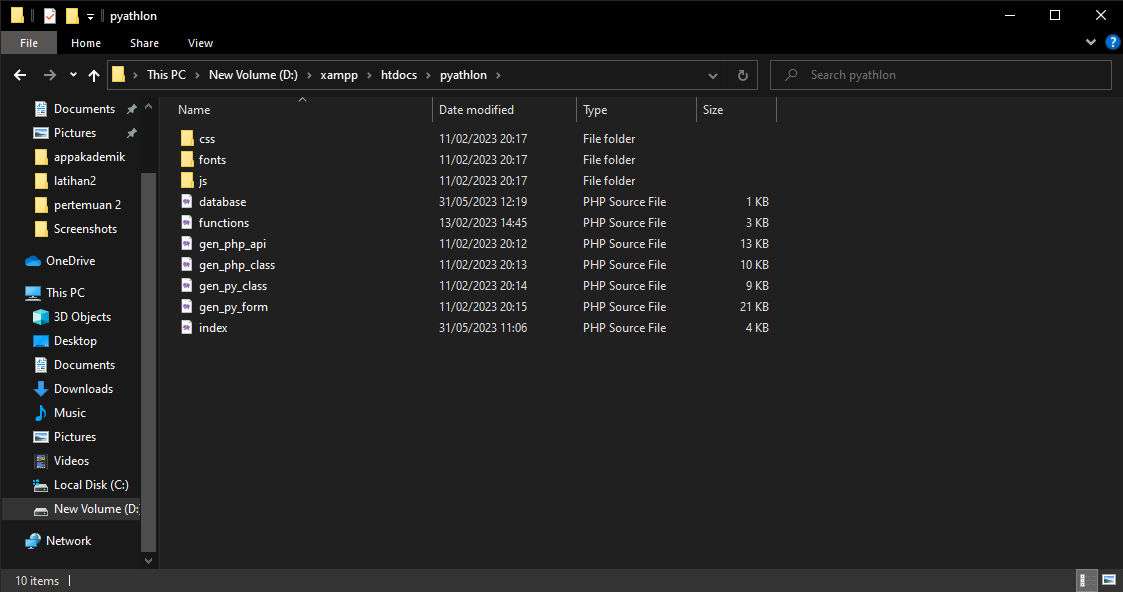 pyathlon
File Home Share View
This PC New Volume (D:) xampp htdocs pyathlon Search pyathlon
Documents
Pictures
appakademik
latihan2
pertemuan 2
Screenshots
OneDrive
This PC
3D Objects
Desktop
Documents
Downloads
Music
Pictures
Videos
Local Disk (C:)
New Volume (D:
Network
Name Date modified Type Size
css 11/02/2023 20:17 File folder
fonts 11/02/2023 20:17 File folder
js 11/02/2023 20:17 File folder
database 31/05/2023 12:19 PHP Source File 1 KB
functions 13/02/2023 14:45 PHP Source File 3 KB
gen_php_api 11/02/2023 20:12 PHP Source File 13 KB
gen_php_class 11/02/2023 20:13 PHP Source File 10 KB
gen_py_class 11/02/2023 20:14 PHP Source File 9 KB
gen_py_form 11/02/2023 20:15 PHP Source File 21 KB
index 31/05/2023 11:06 PHP Source File 4 KB
10 items